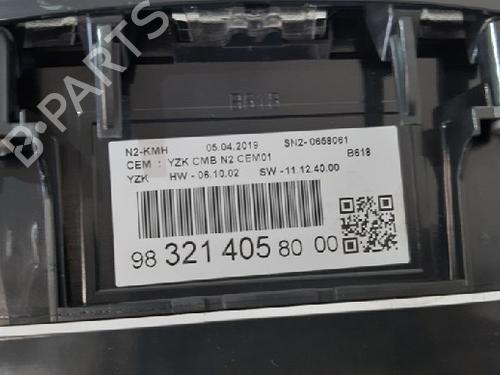 B-PARTS
B618
N2-KMH 05.04.2019 SN2-0658061
CEM : YZK CMB N2 CEM01 B618
YZK HW - 06.10.02 SW - 11.12.40.00
98 321 405 80 00